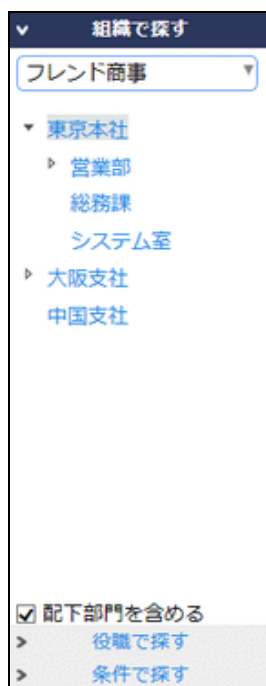 組織で探す
フレンド商事
東京本社
営業部
総務課
システム室
大阪支社
中国支社
配下部門を含める
役職で探す
条件で探す